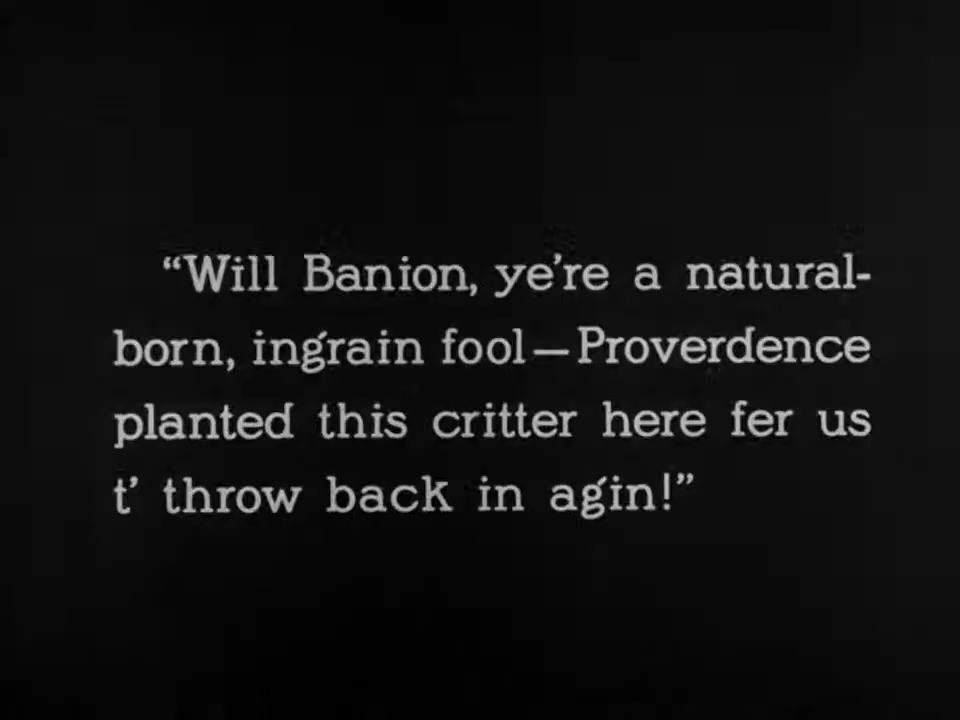 “Will Banion, ye’re a natural-
born, ingrain fool—Proverdence
planted this critter here fer us
t’ throw back in agin!”